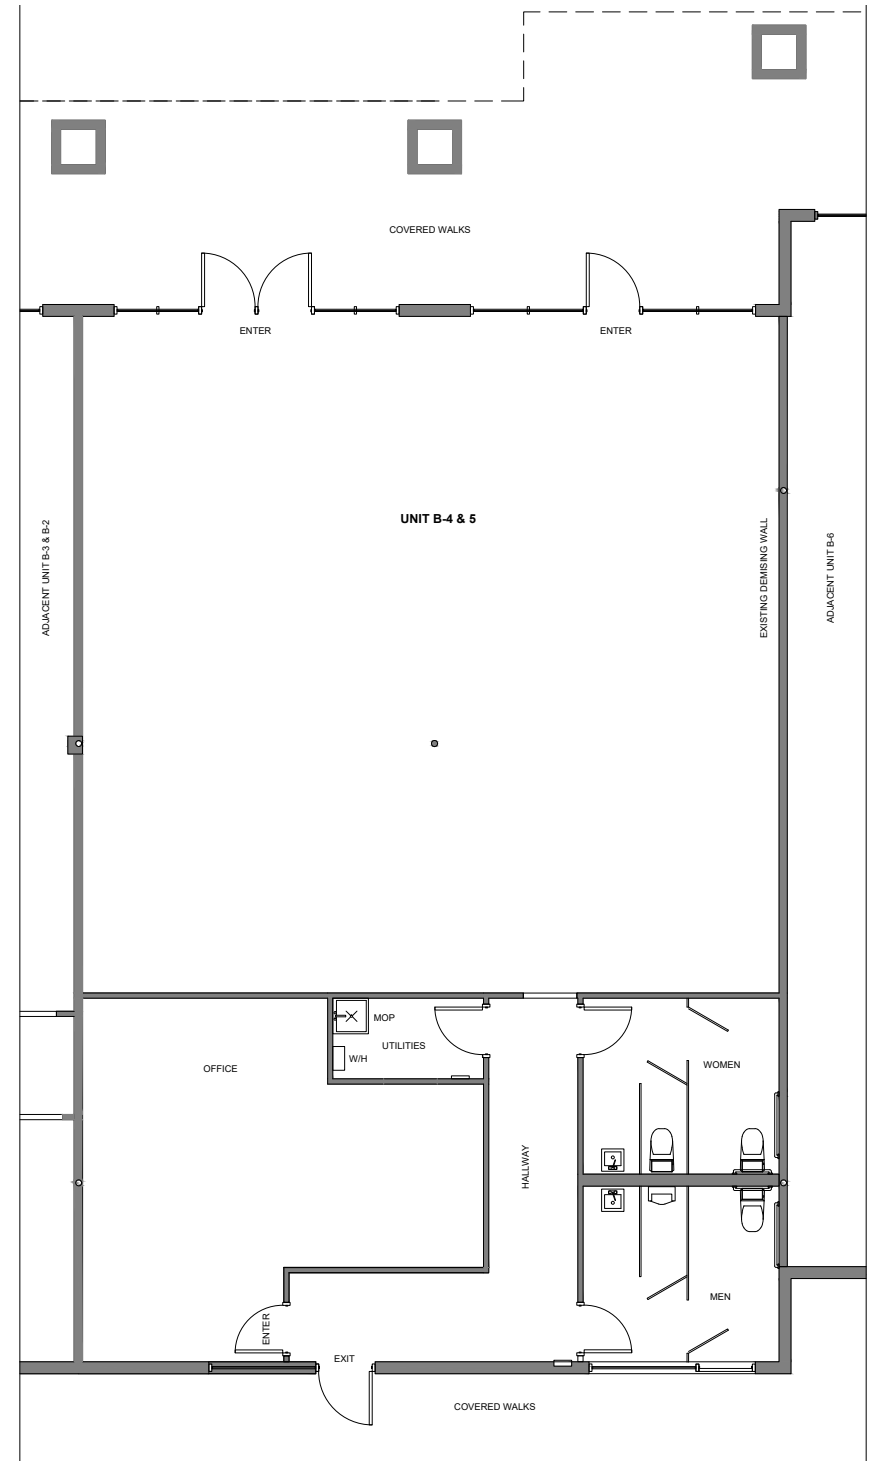 COVERED WALKS
ENTER
ENTER
UNIT B-4 & 5
ADJACENT UNIT B-3 & B-2
EXISTING DEMISING WALL
ADJACENT UNIT B-6
MOP
UTILITIES
W/H
OFFICE
WOMEN
HALLWAY
MEN
ENTER
EXIT
COVERED WALKS